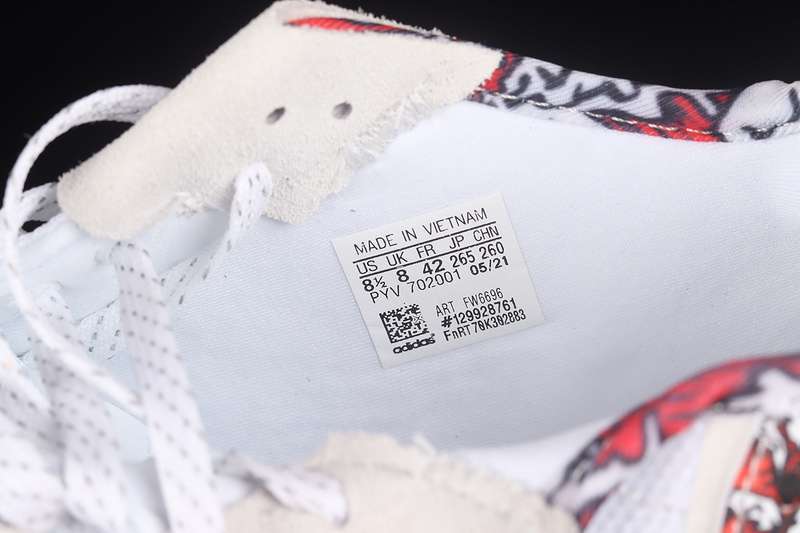 MADE IN VIETNAM
US UK FR JP CHN
8½ 8 42 265 260
PYV 702001 05/21
ART FW6696
#129928761
FnRT70K302883
adidas